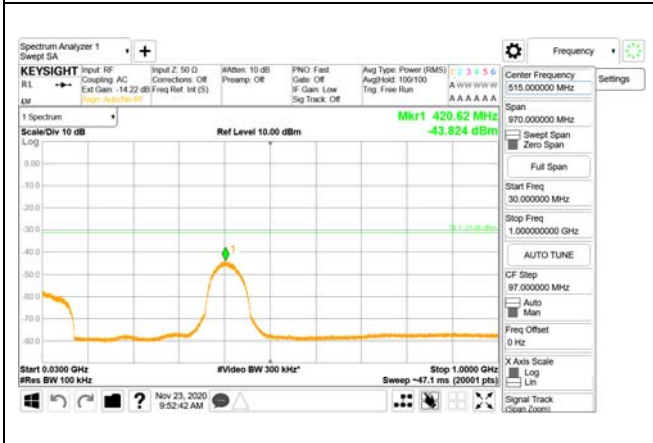 Spectrum Analyzer 1
Swept SA
+
Frequency
KEYSIGHT
Input: RF
Coupling: AC
Ext Gain: -14.22 dB
Align: Auto/No RF
Input Z: 50 Ω
Corrections: Off
Freq Ref: Int (S)
#Atten: 10 dB
Preamp: Off
PNO: Fast
Gate: Off
IF Gain: Low
Sig Track: Off
Avg Type: Power (RMS)
Avg|Hold: 100/100
Trig: Free Run
1 2 3 4 5 6
A W W W W W
A A A A A A
RL
1 Spectrum
Scale/Div 10 dB
Log
Ref Level 10.00 dBm
Mkr1 420.62 MHz
-43.824 dBm
0.00
-10.0
-20.0
-30.0
-40.0
-50.0
-60.0
-70.0
-80.0
1
Start 0.0300 GHz
#Res BW 100 kHz
#Video BW 300 kHz*
Stop 1.0000 GHz
Sweep ~47.1 ms (20001 pts)
Nov 23, 2020
9:52:42 AM
?
Center Frequency
515.000000 MHz
Settings
Span
970.000000 MHz
Swept Span
Zero Span
Full Span
Start Freq
30.000000 MHz
Stop Freq
1.000000000 GHz
AUTO TUNE
CF Step
97.000000 MHz
Auto
Man
Freq Offset
0 Hz
X Axis Scale
Log
Lin
Signal Track
(Span Zoom)